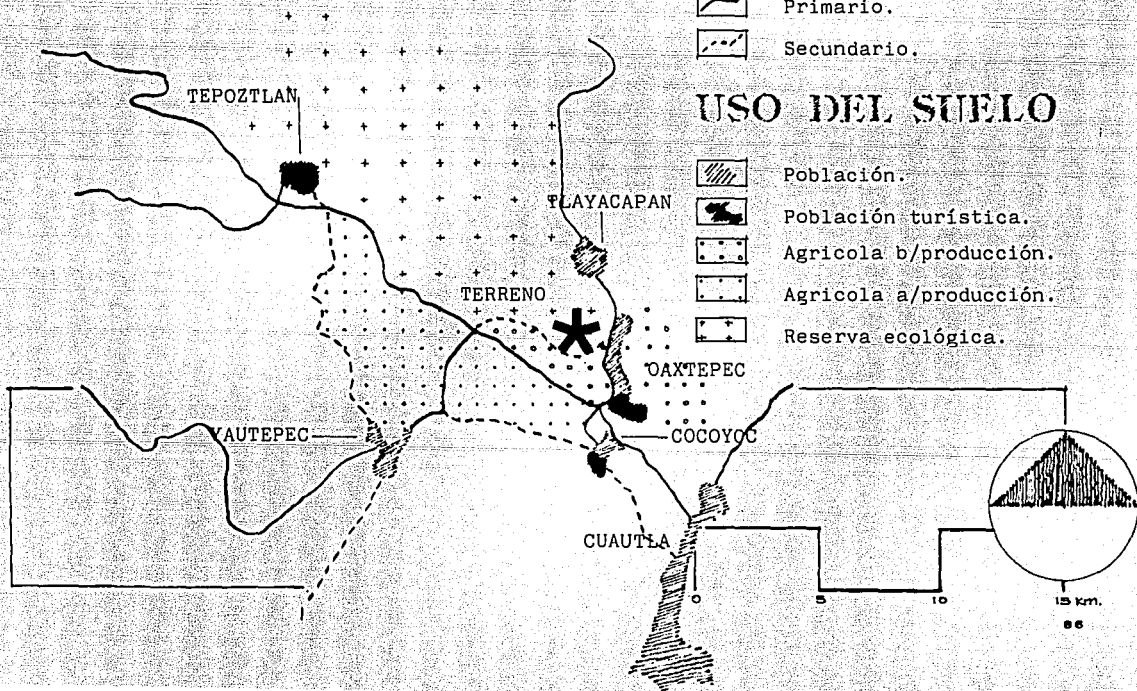 Primario.
Secundario.
USO DEL SUELO
Población.
Población turística.
Agricola b/producción.
Agricola a/producción.
Reserva ecológica.
TEPOZTLAN
TLAYACAPAN
TERRENO
OAXTEPEC
YAUTEPEC
COCOYOC
CUAUTLA
0 5 10 15 Km.
86